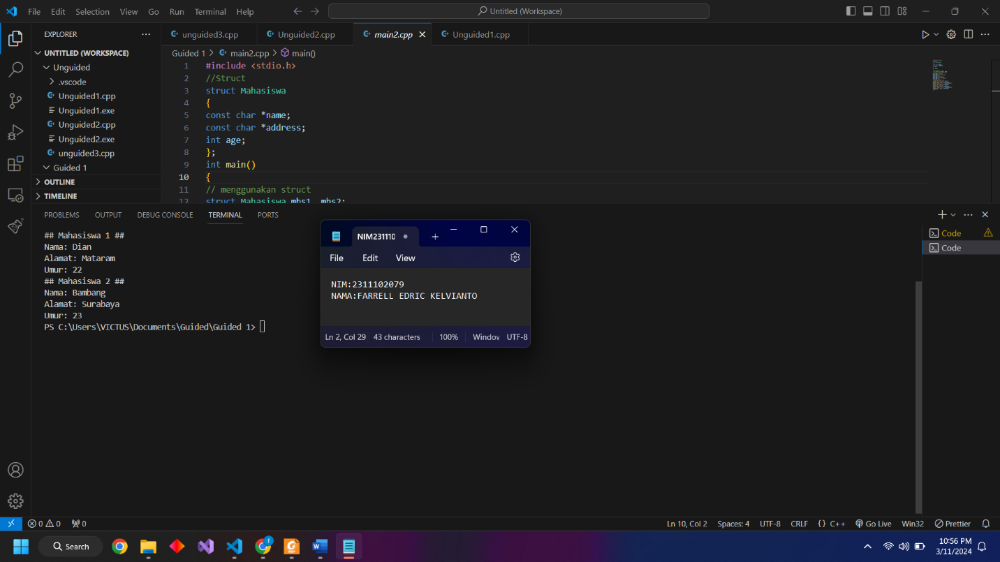 File Edit Selection View Go Run Terminal Help
Untitled (Workspace)
EXPLORER
unguided3.cpp
Unguided2.cpp
main2.cpp
Unguided1.cpp
UNTITLED (WORKSPACE)
Unguided
.vscode
Unguided1.cpp
Unguided1.exe
Unguided2.cpp
Unguided2.exe
unguided3.cpp
Guided 1
OUTLINE
TIMELINE
Guided 1 > main2.cpp > main()
1 #include <stdio.h>
2 //Struct
3 struct Mahasiswa
4 {
5 const char *name;
6 const char *address;
7 int age;
8 };
9 int main()
10 {
11 // menggunakan struct
12 struct Mahasiswa mhs1, mhs2;
PROBLEMS OUTPUT DEBUG CONSOLE TERMINAL PORTS
## Mahasiswa 1 ##
Nama: Dian
Alamat: Mataram
Umur: 22
## Mahasiswa 2 ##
Nama: Bambang
Alamat: Surabaya
Umur: 23
PS C:\Users\VICTUS\Documents\Guided\Guided 1>
Code
Code
NIM231110
File Edit View
NIM:2311102079
NAMA:FARRELL EDRIC KELVIANTO
Ln 2, Col 29 43 characters 100% Window UTF-8
0 0 0
Ln 10, Col 2 Spaces: 4 UTF-8 CRLF {} C++ Go Live Win32 Prettier
Search
10:56 PM
3/11/2024